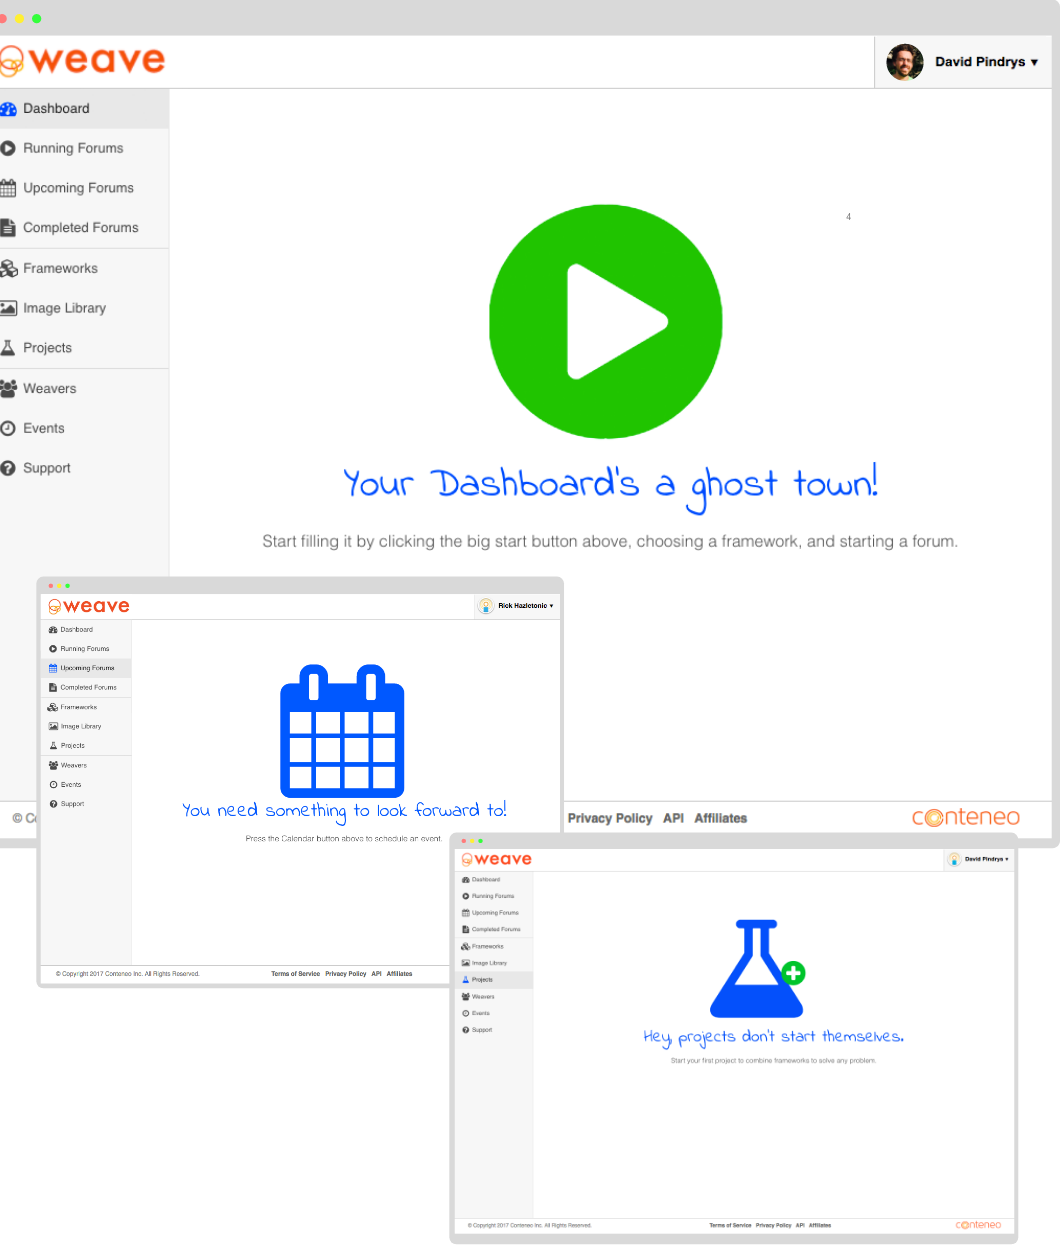 weave
David Pindrys ▾
Dashboard
Running Forums
Upcoming Forums
Completed Forums
Frameworks
Image Library
Projects
Weavers
Events
Support
4
Your Dashboard's a ghost town!
Start filling it by clicking the big start button above, choosing a framework, and starting a forum.
© Co
Privacy Policy API Affiliates
conteneo
weave
Rick Hazletonic ▾
Dashboard
Running Forums
Upcoming Forums
Completed Forums
Frameworks
Image Library
Projects
Weavers
Events
Support
You need something to look forward to!
Press the Calendar button above to schedule an event.
© Copyright 2017 Conteneo Inc. All Rights Reserved.
Terms of Service Privacy Policy API Affiliates
weave
David Pindrys ▾
Dashboard
Running Forums
Upcoming Forums
Completed Forums
Frameworks
Image Library
Projects
Weavers
Events
Support
Hey, projects don't start themselves.
Start your first project to combine frameworks to solve any problem.
© Copyright 2017 Conteneo Inc. All Rights Reserved.
Terms of Service Privacy Policy API Affiliates
conteneo